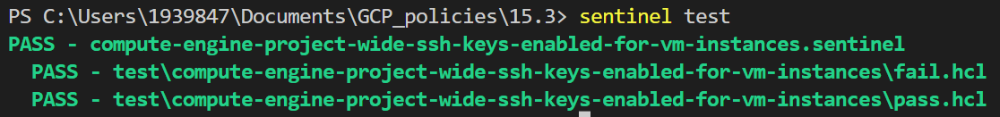 PS C:\Users\1939847\Documents\GCP_policies\15.3> sentinel test
PASS - compute-engine-project-wide-ssh-keys-enabled-for-vm-instances.sentinel
  PASS - test\compute-engine-project-wide-ssh-keys-enabled-for-vm-instances\fail.hcl
  PASS - test\compute-engine-project-wide-ssh-keys-enabled-for-vm-instances\pass.hcl